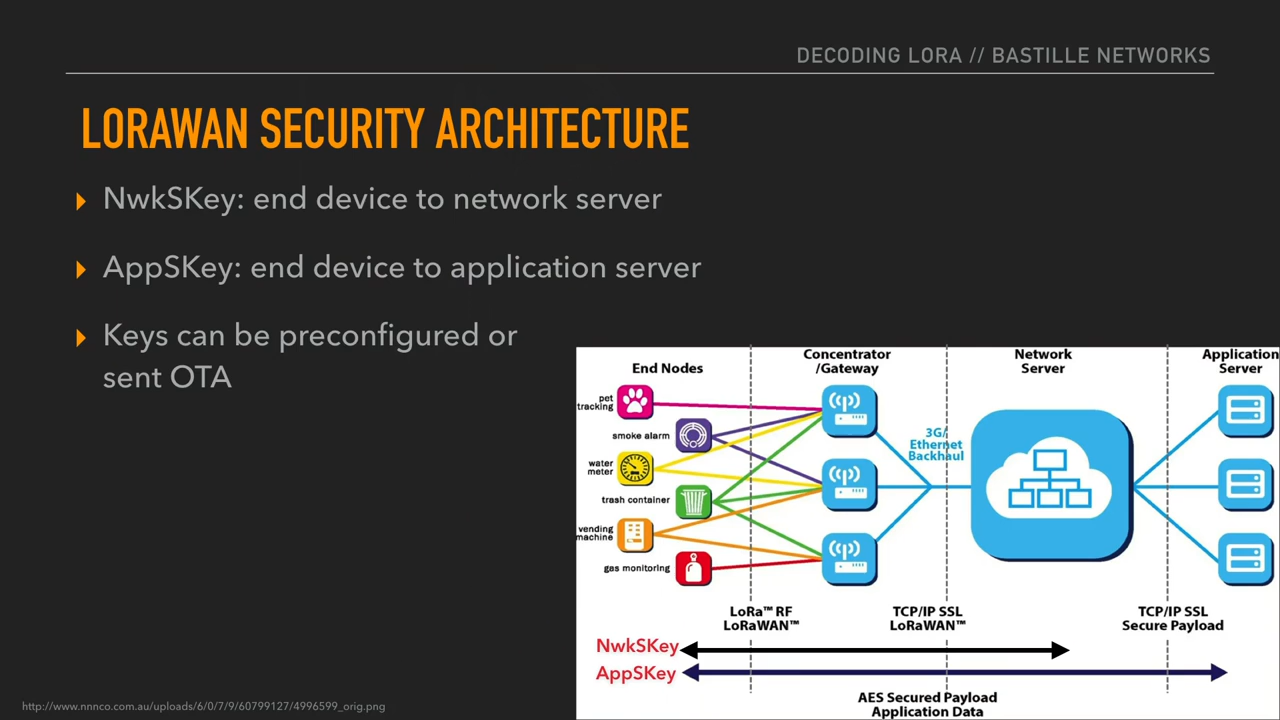 DECODING LORA // BASTILLE NETWORKS
LORAWAN SECURITY ARCHITECTURE
NwkSKey: end device to network server
AppSKey: end device to application server
Keys can be preconfigured or
sent OTA
End Nodes
Concentrator
/Gateway
Network
Server
Application
Server
pet
tracking
smoke alarm
water
meter
trash container
vending
machine
gas monitoring
3G/
Ethernet
Backhaul
LoRa™ RF
LoRaWAN™
TCP/IP SSL
LoRaWAN™
TCP/IP SSL
Secure Payload
NwkSKey
AppSKey
AES Secured Payload
Application Data
http://www.nnnco.com.au/uploads/6/0/7/9/60799127/4996599_orig.png